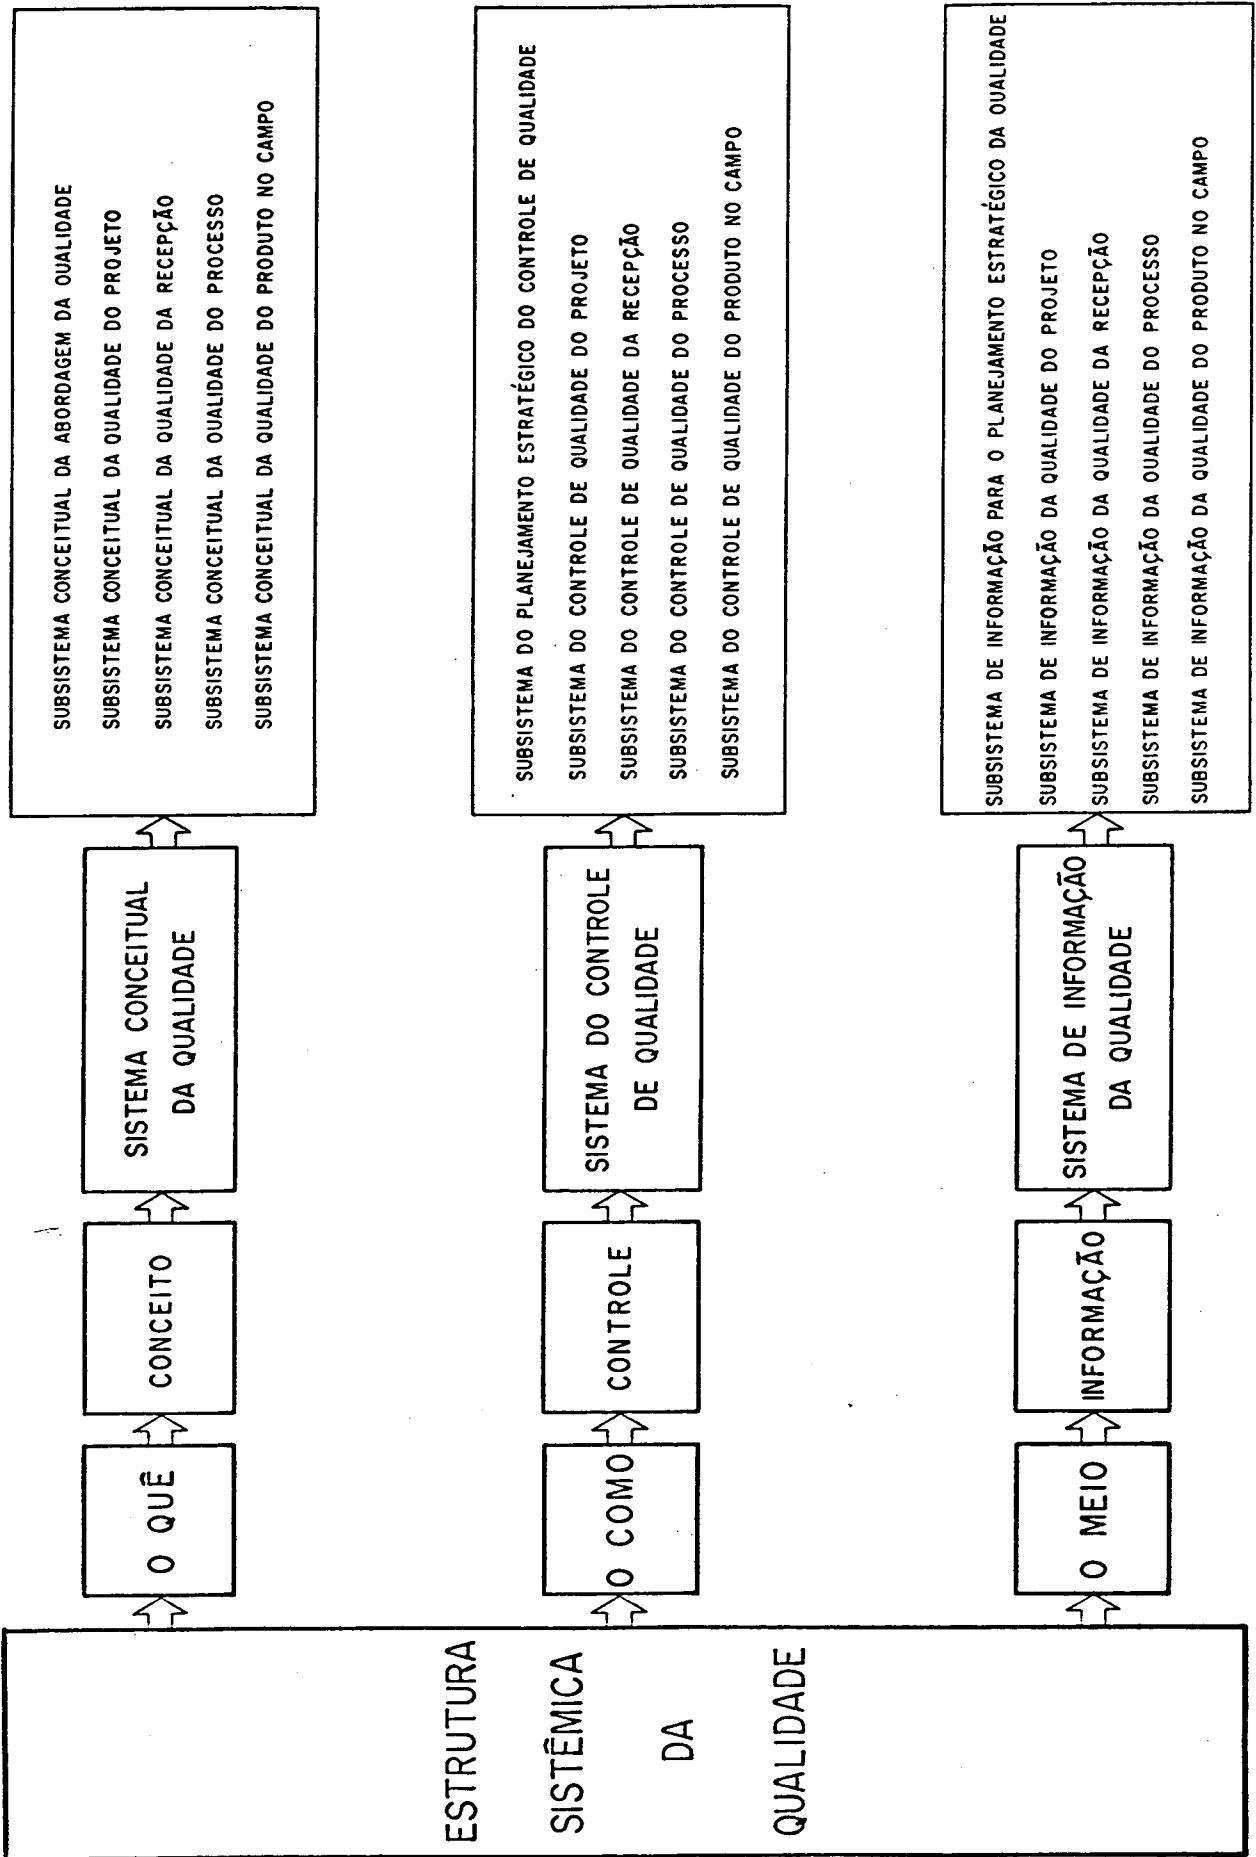 ESTRUTURA
SISTÊMICA
DA
QUALIDADE
O QUÊ
CONCEITO
SISTEMA CONCEITUAL
DA QUALIDADE
SUBSISTEMA CONCEITUAL DA ABORDAGEM DA QUALIDADE
SUBSISTEMA CONCEITUAL DA QUALIDADE DO PROJETO
SUBSISTEMA CONCEITUAL DA QUALIDADE DA RECEPÇÃO
SUBSISTEMA CONCEITUAL DA QUALIDADE DO PROCESSO
SUBSISTEMA CONCEITUAL DA QUALIDADE DO PRODUTO NO CAMPO
O COMO
CONTROLE
SISTEMA DO CONTROLE
DE QUALIDADE
SUBSISTEMA DO PLANEJAMENTO ESTRATÉGICO DO CONTROLE DE QUALIDADE
SUBSISTEMA DO CONTROLE DE QUALIDADE DO PROJETO
SUBSISTEMA DO CONTROLE DE QUALIDADE DA RECEPÇÃO
SUBSISTEMA DO CONTROLE DE QUALIDADE DO PROCESSO
SUBSISTEMA DO CONTROLE DE QUALIDADE DO PRODUTO NO CAMPO
O MEIO
INFORMAÇÃO
SISTEMA DE INFORMAÇÃO
DA QUALIDADE
SUBSISTEMA DE INFORMAÇÃO PARA O PLANEJAMENTO ESTRATÉGICO DA QUALIDADE
SUBSISTEMA DE INFORMAÇÃO DA QUALIDADE DO PROJETO
SUBSISTEMA DE INFORMAÇÃO DA QUALIDADE DA RECEPÇÃO
SUBSISTEMA DE INFORMAÇÃO DA QUALIDADE DO PROCESSO
SUBSISTEMA DE INFORMAÇÃO DA QUALIDADE DO PRODUTO NO CAMPO